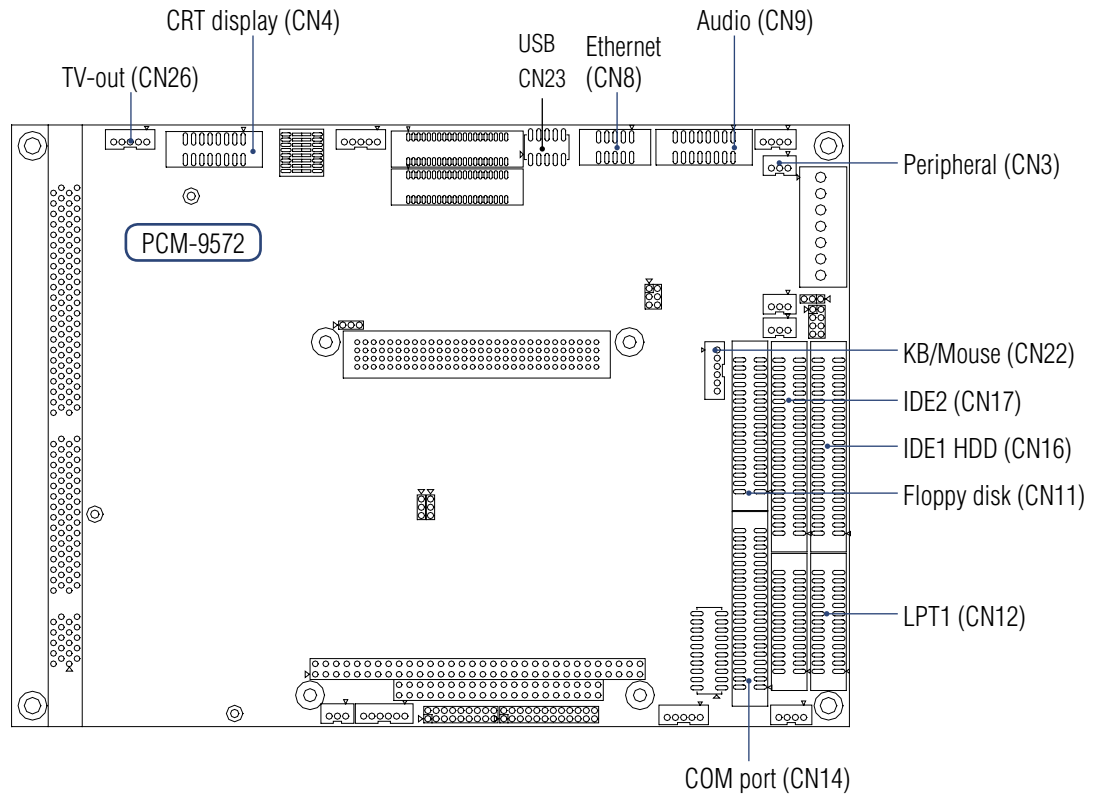 CRT display (CN4)
Audio (CN9)
USB
CN23
Ethernet
(CN8)
TV-out (CN26)
Peripheral (CN3)
PCM-9572
KB/Mouse (CN22)
IDE2 (CN17)
IDE1 HDD (CN16)
Floppy disk (CN11)
LPT1 (CN12)
COM port (CN14)